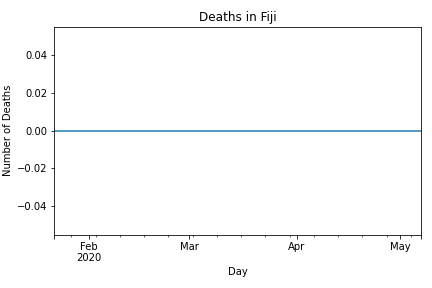 Deaths in Fiji
Number of Deaths
0.04
0.02
0.00
−0.02
−0.04
Feb
2020
Mar
Apr
May
Day